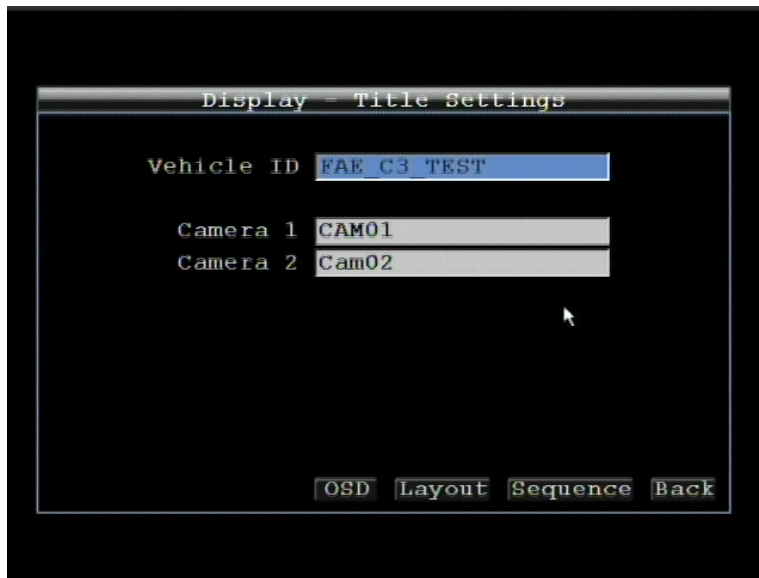 Display - Title Settings
Vehicle ID FAE_C3_TEST
Camera 1 CAM01
Camera 2 Cam02
OSD Layout Sequence Back